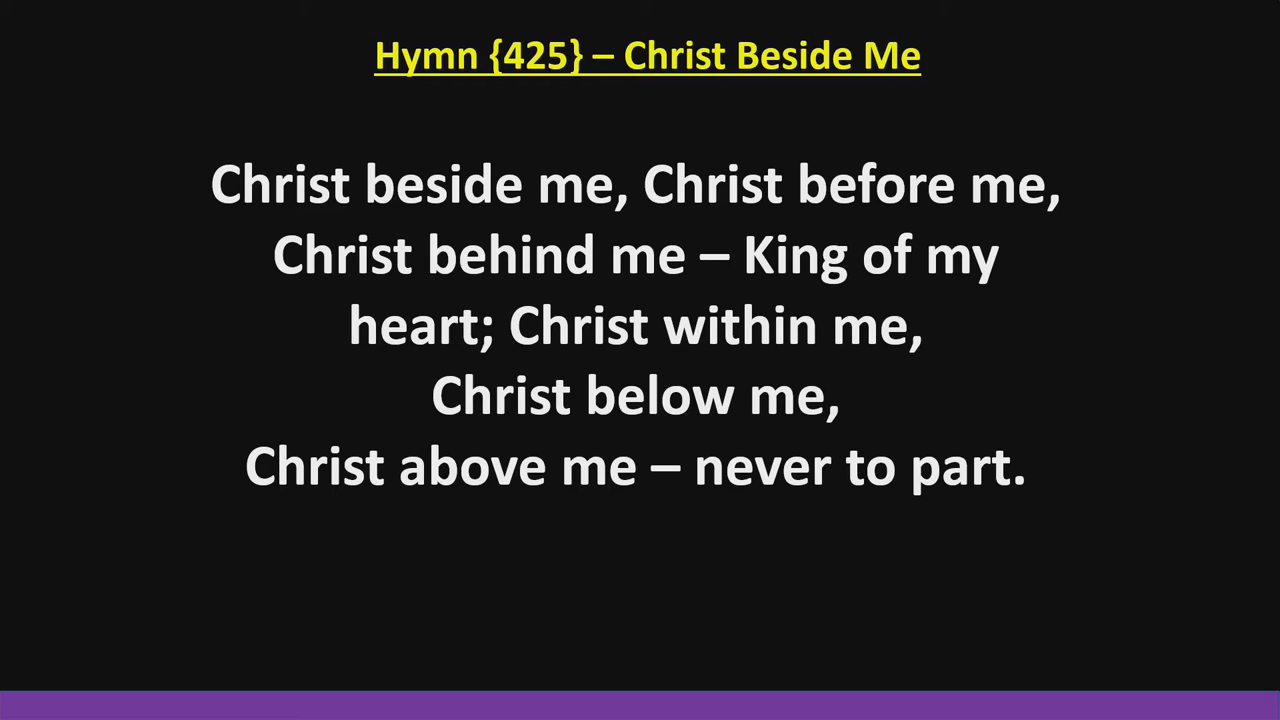 Hymn {425} – Christ Beside Me
Christ beside me, Christ before me,
Christ behind me – King of my
heart; Christ within me,
Christ below me,
Christ above me – never to part.